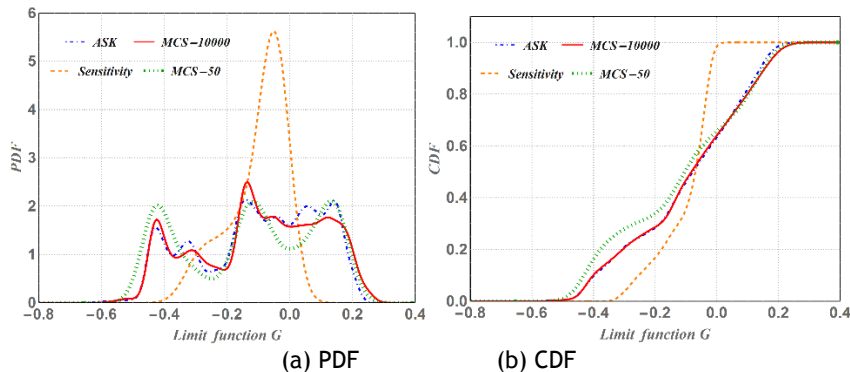 ASK
MCS−10000
Sensitivity
MCS−50
PDF
6
5
4
3
2
1
0
−0.8 −0.6 −0.4 −0.2 0.0 0.2 0.4
Limit function G
(a) PDF
ASK
MCS−10000
Sensitivity
MCS−50
CDF
1.0
0.8
0.6
0.4
0.2
0.0
−0.8 −0.6 −0.4 −0.2 0.0 0.2 0.4
Limit function G
(b) CDF